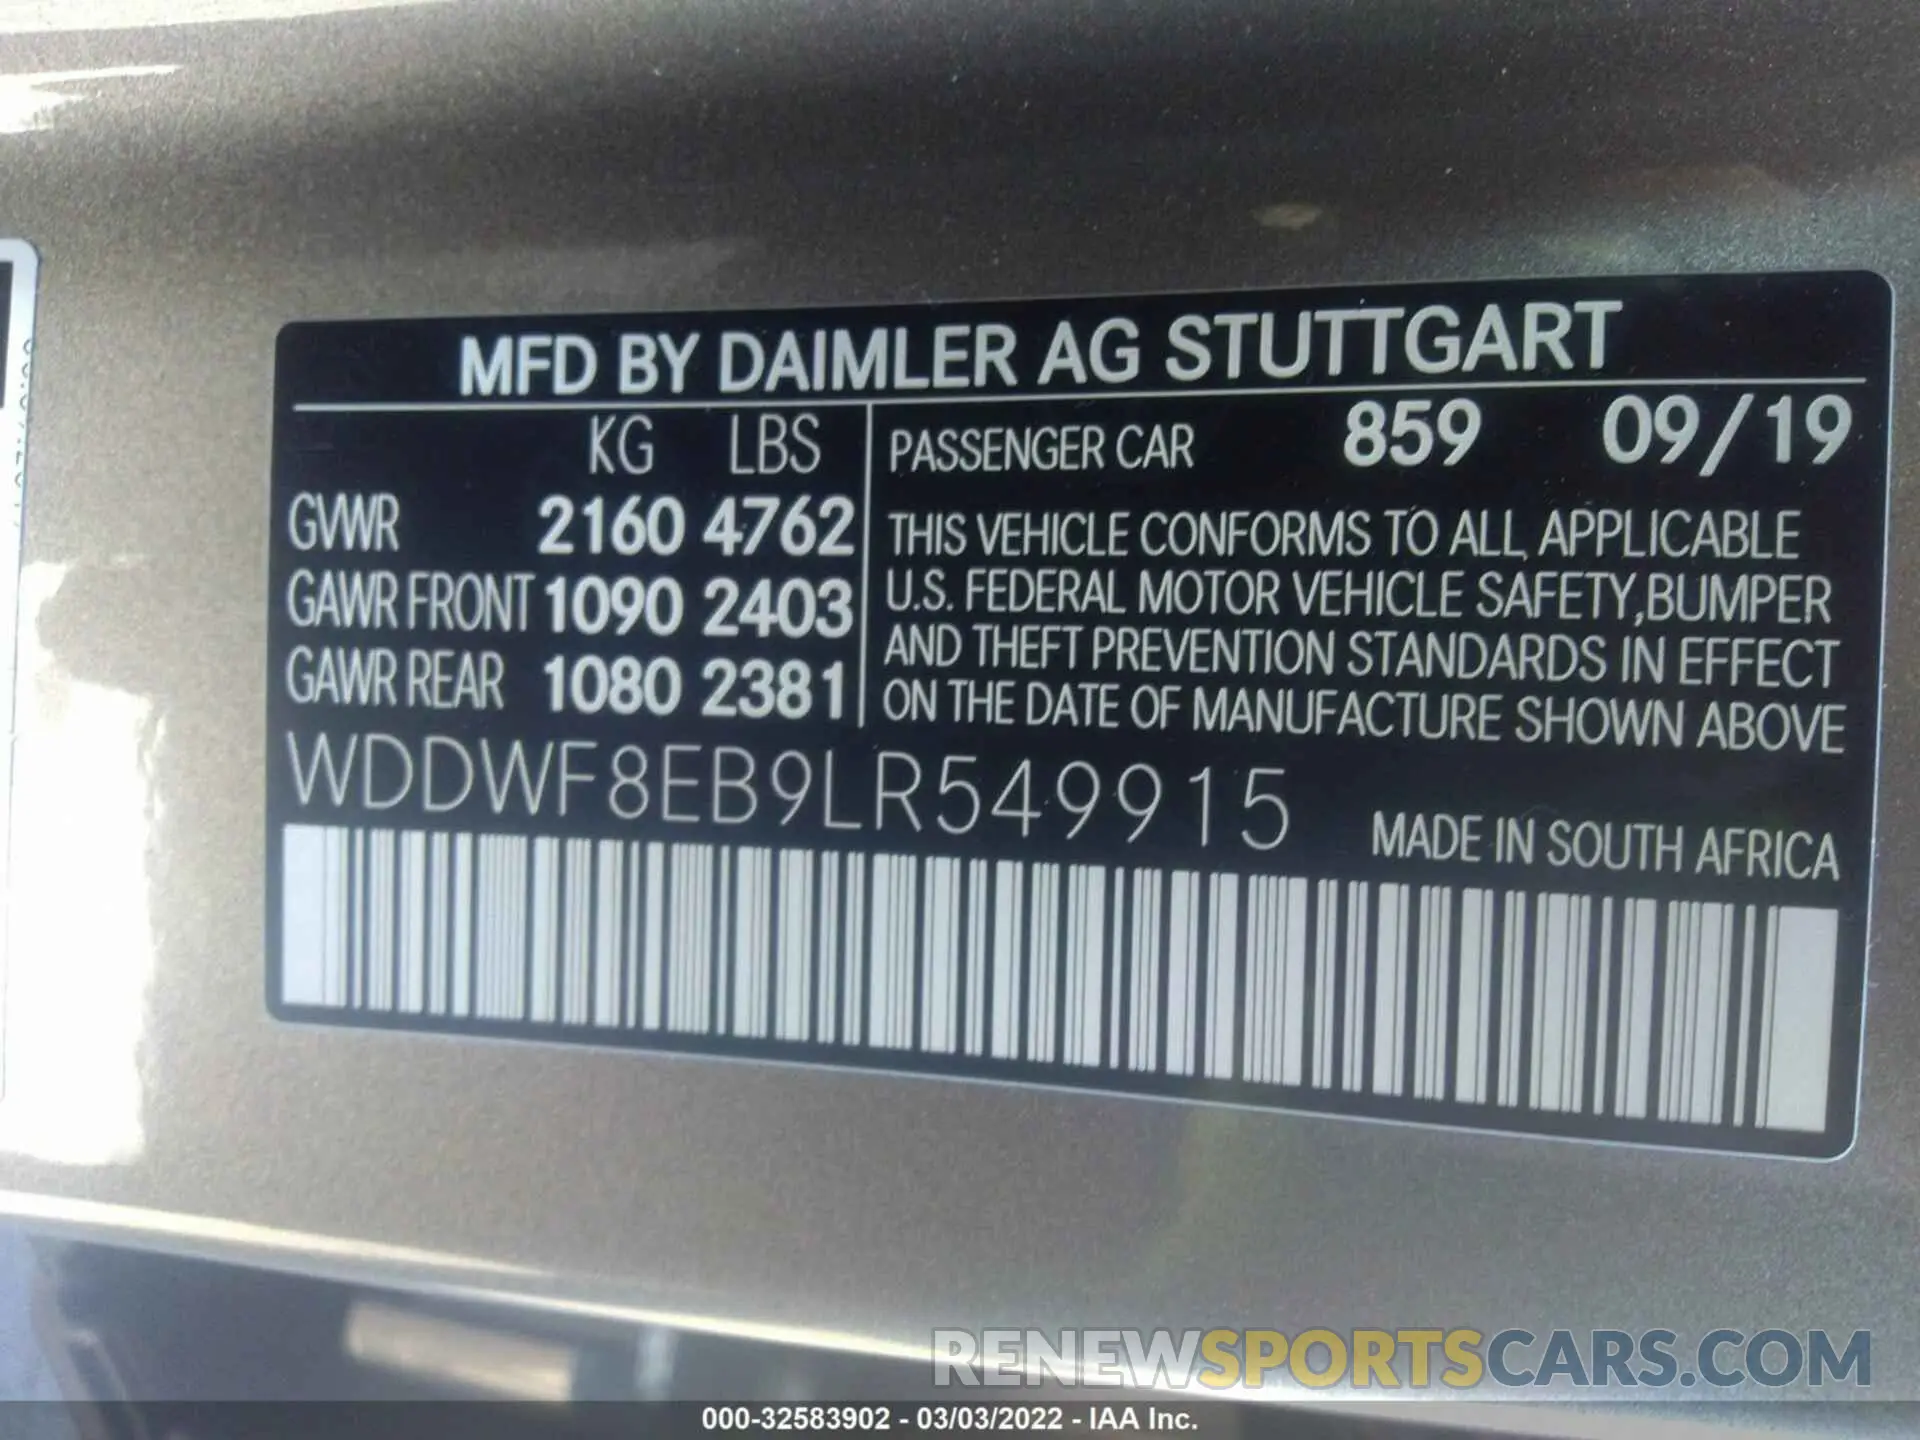 MFD BY DAIMLER AG STUTTGART
KG LBS
GVWR 2160 4762
GAWR FRONT 1090 2403
GAWR REAR 1080 2381
PASSENGER CAR 859 09/19
THIS VEHICLE CONFORMS TO ALL APPLICABLE
U.S. FEDERAL MOTOR VEHICLE SAFETY,BUMPER
AND THEFT PREVENTION STANDARDS IN EFFECT
ON THE DATE OF MANUFACTURE SHOWN ABOVE
WDDWF8EB9LR549915
MADE IN SOUTH AFRICA
RENEWSPORTSCARS.COM
000-32583902 - 03/03/2022 - IAA Inc.